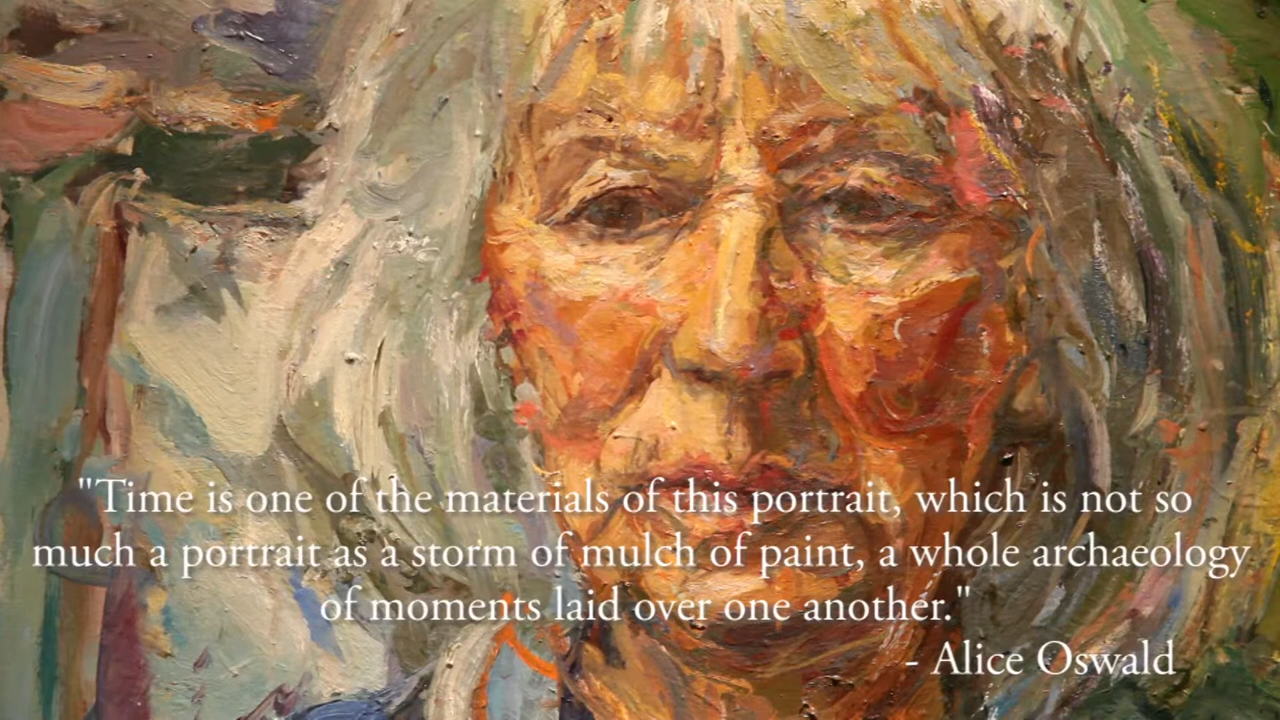 "Time is one of the materials of this portrait, which is not so
much a portrait as a storm of mulch of paint, a whole archaeology
of moments laid over one another."
- Alice Oswald